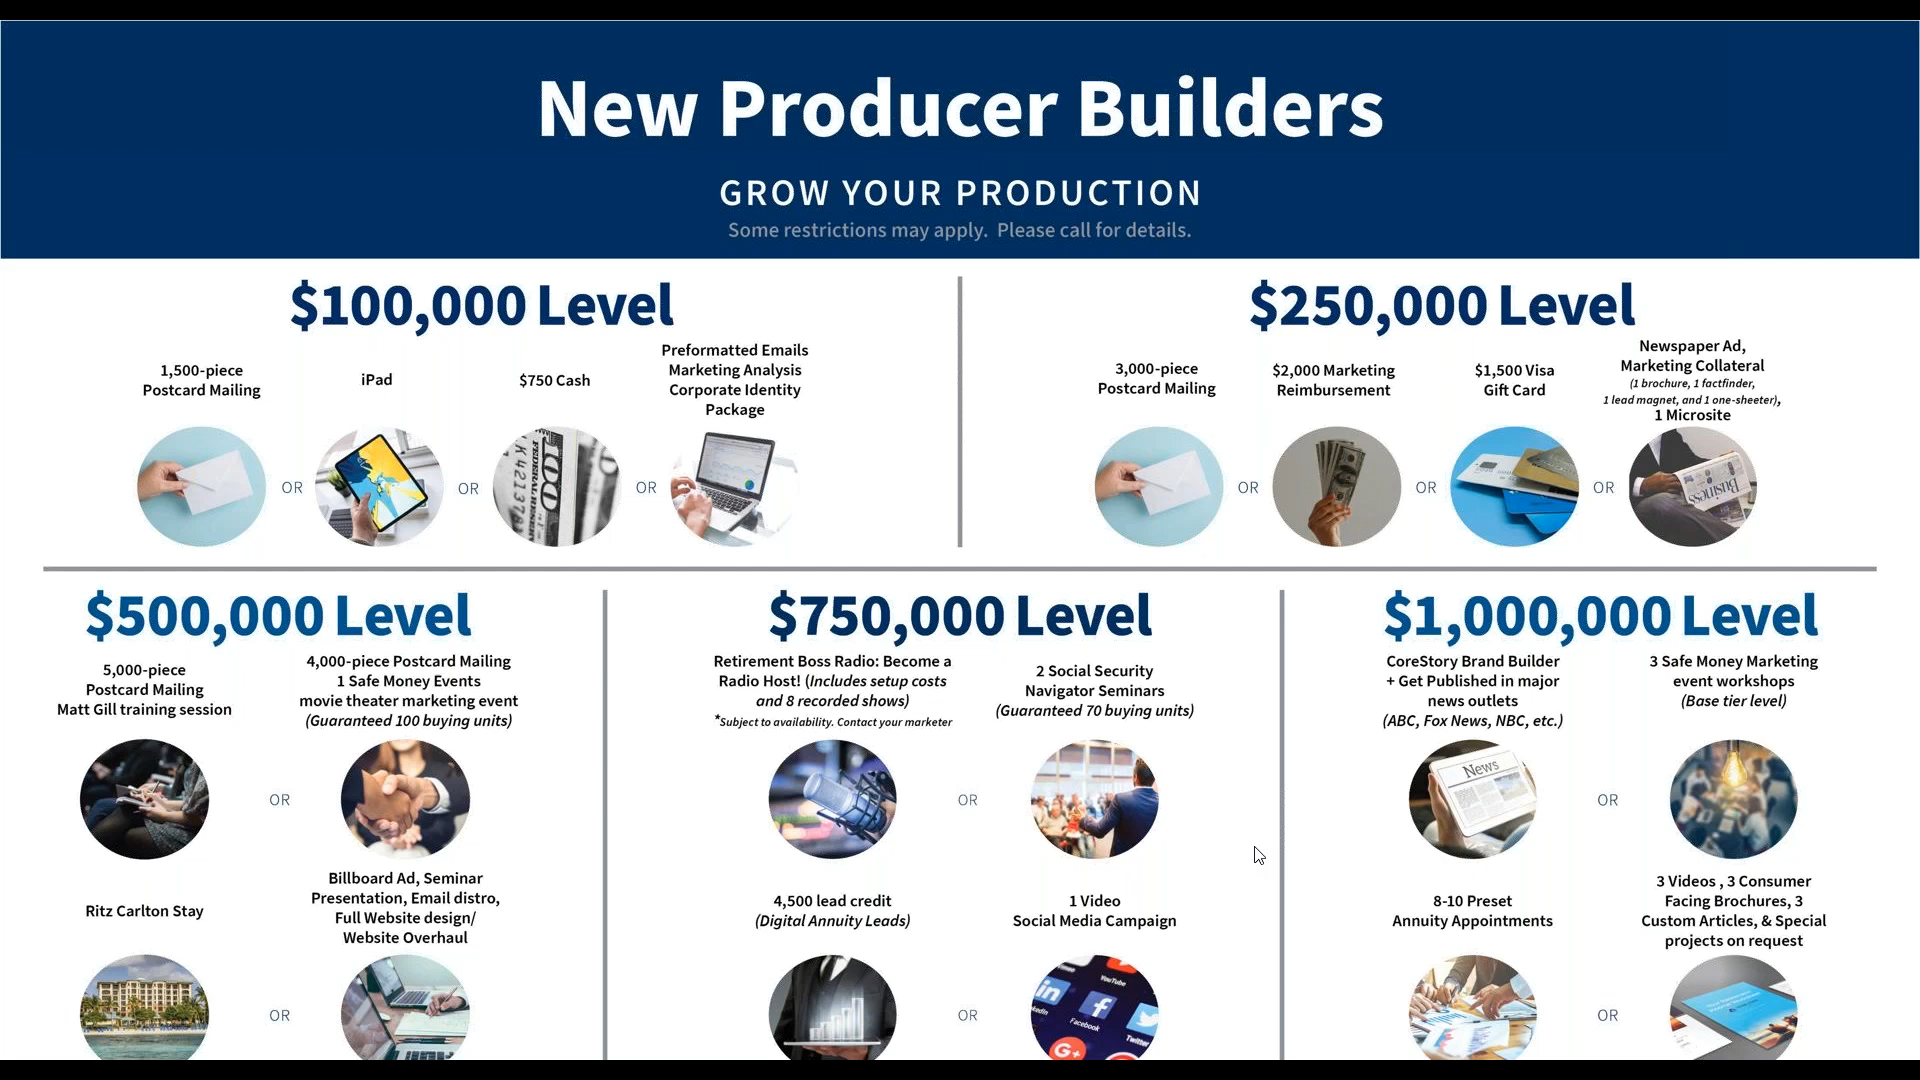 New Producer Builders
GROW YOUR PRODUCTION
Some restrictions may apply.  Please call for details.
$100,000 Level
1,500-piece
Postcard Mailing
iPad
$750 Cash
Preformatted Emails
Marketing Analysis
Corporate Identity
Package
OR
OR
OR
$250,000 Level
3,000-piece
Postcard Mailing
$2,000 Marketing
Reimbursement
$1,500 Visa
Gift Card
Newspaper Ad,
Marketing Collateral
(1 brochure, 1 factfinder,
1 lead magnet, and 1 one-sheeter),
1 Microsite
OR
OR
OR
Business
$500,000 Level
5,000-piece
Postcard Mailing
Matt Gill training session
4,000-piece Postcard Mailing
1 Safe Money Events
movie theater marketing event
(Guaranteed 100 buying units)
OR
Ritz Carlton Stay
Billboard Ad, Seminar
Presentation, Email distro,
Full Website design/
Website Overhaul
OR
$750,000 Level
Retirement Boss Radio: Become a
Radio Host! (Includes setup costs
and 8 recorded shows)
*Subject to availability. Contact your marketer
2 Social Security
Navigator Seminars
(Guaranteed 70 buying units)
OR
4,500 lead credit
(Digital Annuity Leads)
1 Video
Social Media Campaign
OR
YouTube
in
Facebook
Twitter
G+
$1,000,000 Level
CoreStory Brand Builder
+ Get Published in major
news outlets
(ABC, Fox News, NBC, etc.)
3 Safe Money Marketing
event workshops
(Base tier level)
News
OR
8-10 Preset
Annuity Appointments
3 Videos , 3 Consumer
Facing Brochures, 3
Custom Articles, & Special
projects on request
OR